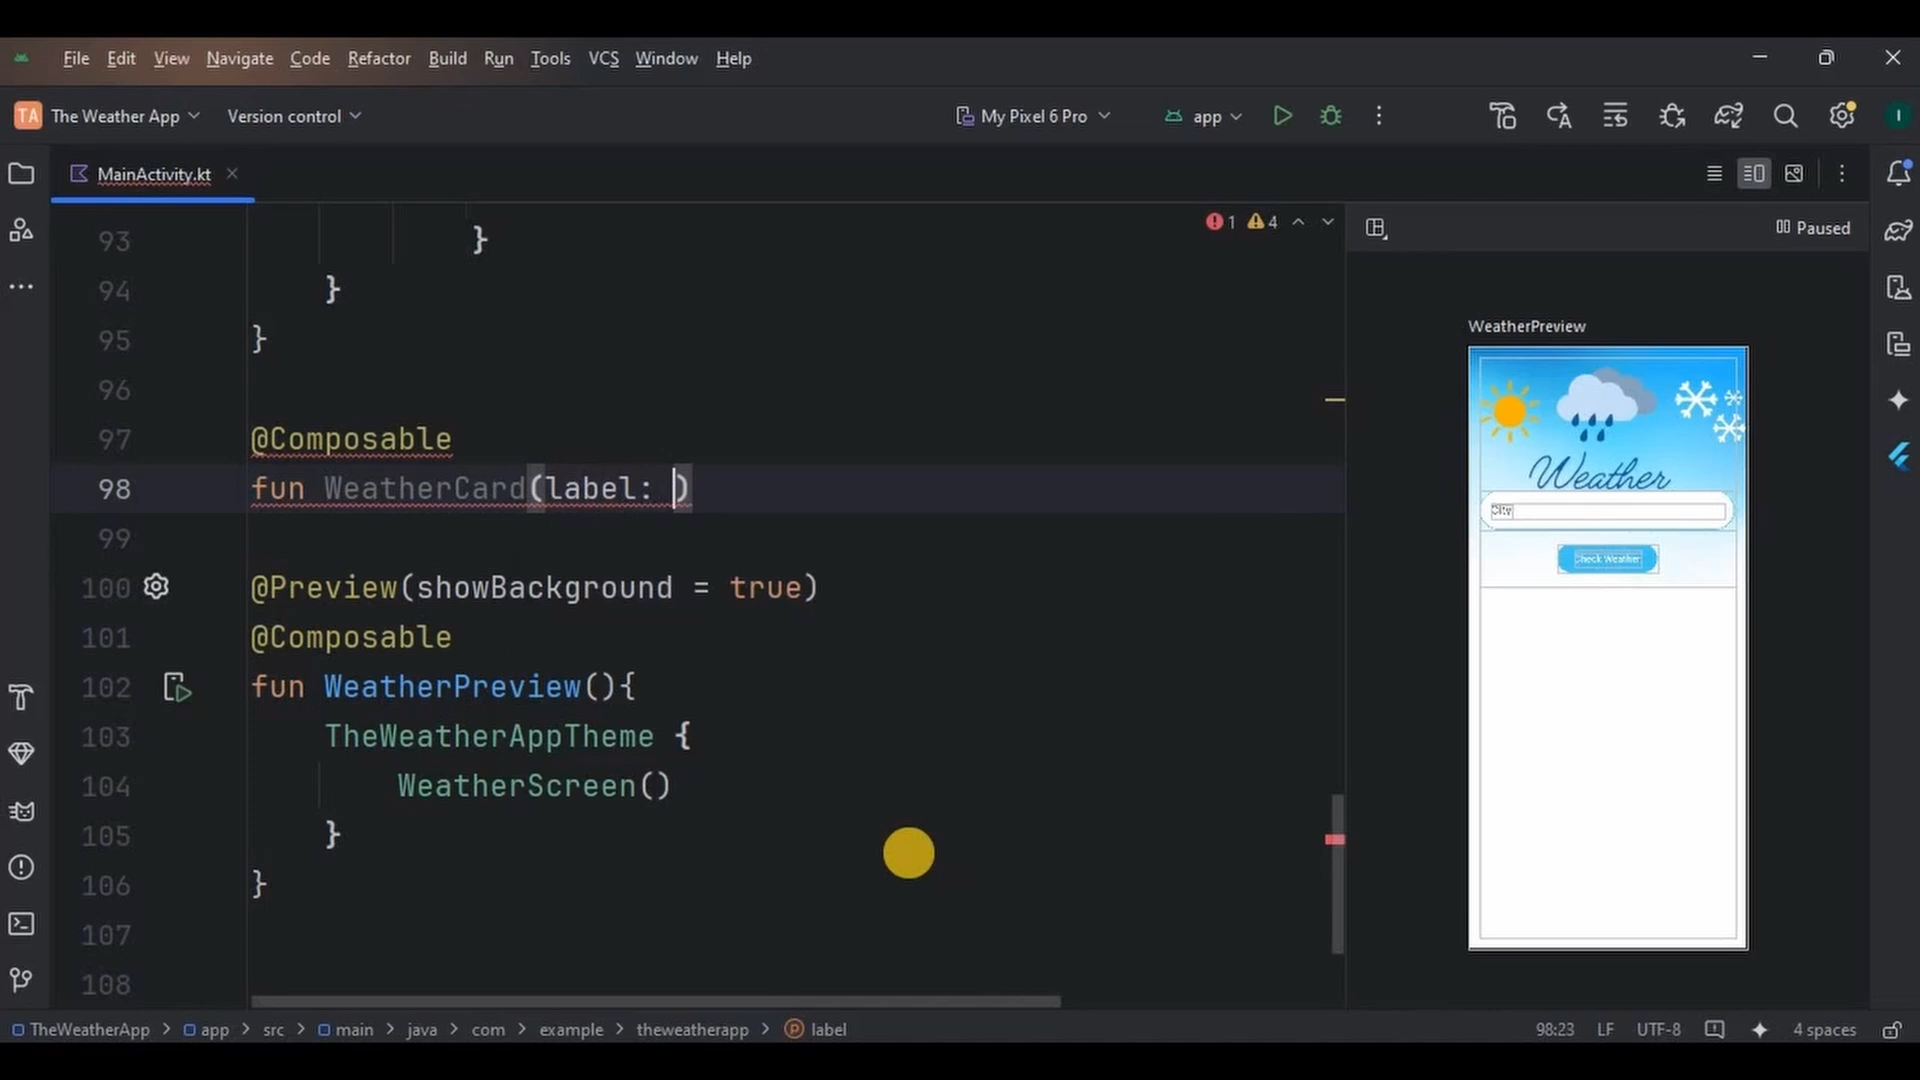 File Edit View Navigate Code Refactor Build Run Tools VCS Window Help
TA The Weather App Version control My Pixel 6 Pro app I
MainActivity.kt
1 4
Paused
93 }
94 }
95 }
96
97 @Composable
98 fun WeatherCard(label: )
99
100 @Preview(showBackground = true)
101 @Composable
102 fun WeatherPreview(){
103 TheWeatherAppTheme {
104 WeatherScreen()
105 }
106 }
107
108
WeatherPreview
Weather
City
Check Weather
TheWeatherApp > app > src > main > java > com > example > theweatherapp > label
98:23 LF UTF-8 4 spaces